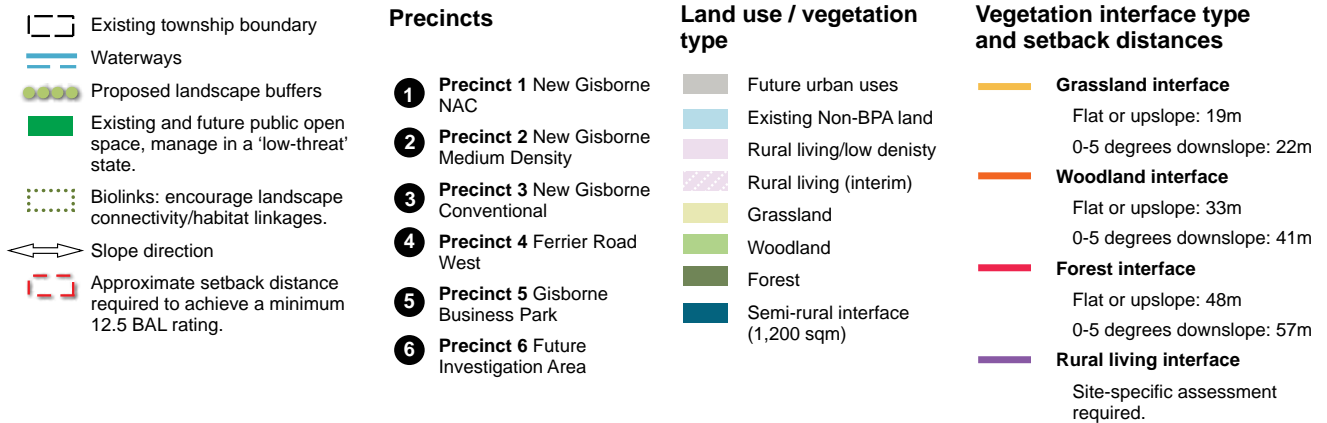 Existing township boundary
Waterways
Proposed landscape buffers
Existing and future public open
space, manage in a ‘low-threat’
state.
Biolinks: encourage landscape
connectivity/habitat linkages.
Slope direction
Approximate setback distance
required to achieve a minimum
12.5 BAL rating.
Precincts
1 Precinct 1 New Gisborne
NAC
2 Precinct 2 New Gisborne
Medium Density
3 Precinct 3 New Gisborne
Conventional
4 Precinct 4 Ferrier Road
West
5 Precinct 5 Gisborne
Business Park
6 Precinct 6 Future
Investigation Area
Land use / vegetation
type
Future urban uses
Existing Non-BPA land
Rural living/low denisty
Rural living (interim)
Grassland
Woodland
Forest
Semi-rural interface
(1,200 sqm)
Vegetation interface type
and setback distances
Grassland interface
Flat or upslope: 19m
0-5 degrees downslope: 22m
Woodland interface
Flat or upslope: 33m
0-5 degrees downslope: 41m
Forest interface
Flat or upslope: 48m
0-5 degrees downslope: 57m
Rural living interface
Site-specific assessment
required.